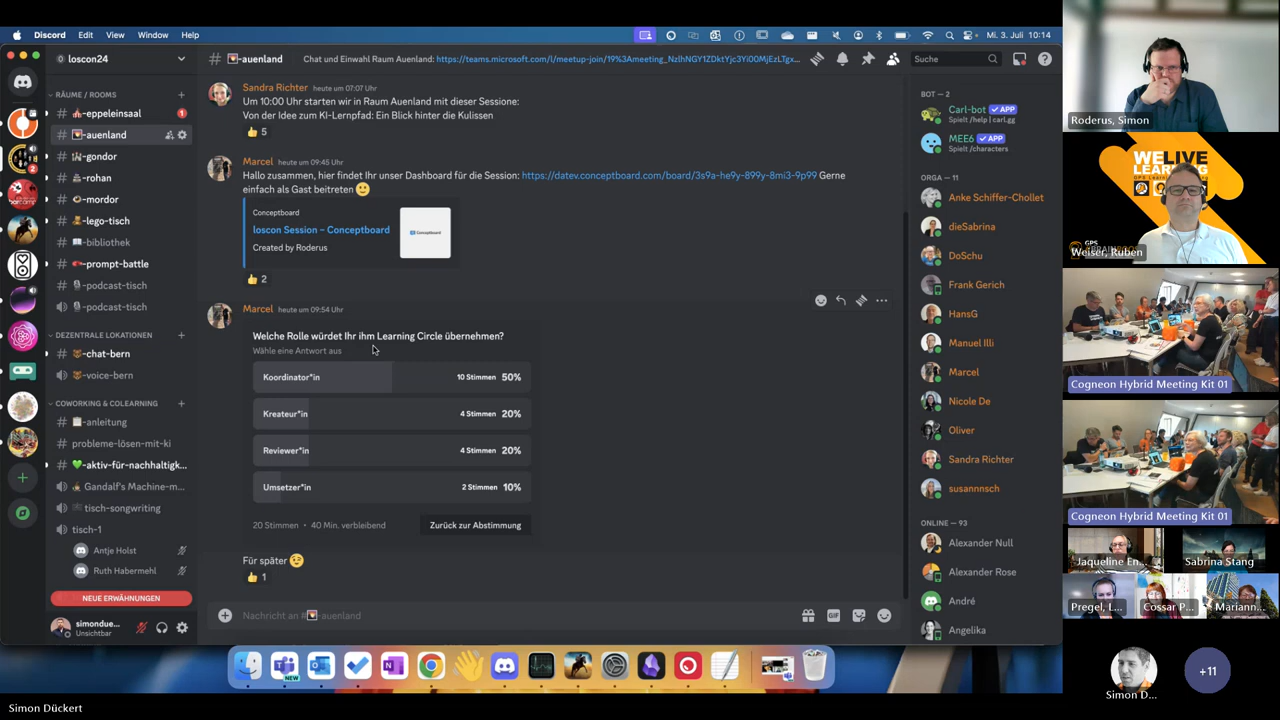 Discord Edit View Window Help
Mi. 3. Juli 10:14
loscon24
RÄUME / ROOMS
-eppeleinsaal
1
-auenland
-gondor
-rohan
-mordor
-lego-tisch
-bibliothek
-prompt-battle
-podcast-tisch
-podcast-tisch
DEZENTRALE LOKATIONEN
-chat-bern
-voice-bern
COWORKING & COLEARNING
-anleitung
probleme-lösen-mit-ki
-aktiv-für-nachhaltigk...
Gandalf's Machine-m...
tisch-songwriting
tisch-1
Antje Holst
Ruth Habermehl
NEUE ERWÄHNUNGEN
simondue...
Unsichtbar
# -auenland
Chat und Einwahl Raum Auenland: https://teams.microsoft.com/l/meetup-join/19%3Ameeting_NzlhNGY1ZDktYjc3Yi00MjEzLTgx...
Suche
Sandra Richter heute um 07:07 Uhr
Um 10:00 Uhr starten wir in Raum Auenland mit dieser Sessione:
Von der Idee zum KI-Lernpfad: Ein Blick hinter die Kulissen
5
Marcel heute um 09:45 Uhr
Hallo zusammen, hier findet Ihr unser Dashboard für die Session: https://datev.conceptboard.com/board/3s9a-he9y-899y-8mi3-9p99 Gerne
einfach als Gast beitreten
Conceptboard
loscon Session – Conceptboard
Created by Roderus
Conceptboard
2
Marcel heute um 09:54 Uhr
Welche Rolle würdet Ihr ihm Learning Circle übernehmen?
Wähle eine Antwort aus
Koordinator*in 10 Stimmen 50%
Kreateur*in 4 Stimmen 20%
Reviewer*in 4 Stimmen 20%
Umsetzer*in 2 Stimmen 10%
20 Stimmen • 40 Min. verbleibend
Zurück zur Abstimmung
Für später
1
Nachricht an # -auenland
GIF
BOT – 2
Carl-bot APP
Spielt /help | carl.gg
MEE6 APP
Spielt /characters
ORGA – 11
Anke Schiffer-Chollet
dieSabrina
DoSchu
Frank Gerich
HansG
Manuel Illi
Marcel
Nicole De
Oliver
Sandra Richter
susannnsch
ONLINE – 93
Alexander Null
Alexander Rose
André
Angelika
NEW
Simon Dückert
Roderus, Simon
WE LIVE
LEARNING
Weiser, Ruben
Cogneon Hybrid Meeting Kit 01
Cogneon Hybrid Meeting Kit 01
Jaqueline En...
Sabrina Stang
Pregel, L...
Cossar P...
Mariann...
Simon D...
+11